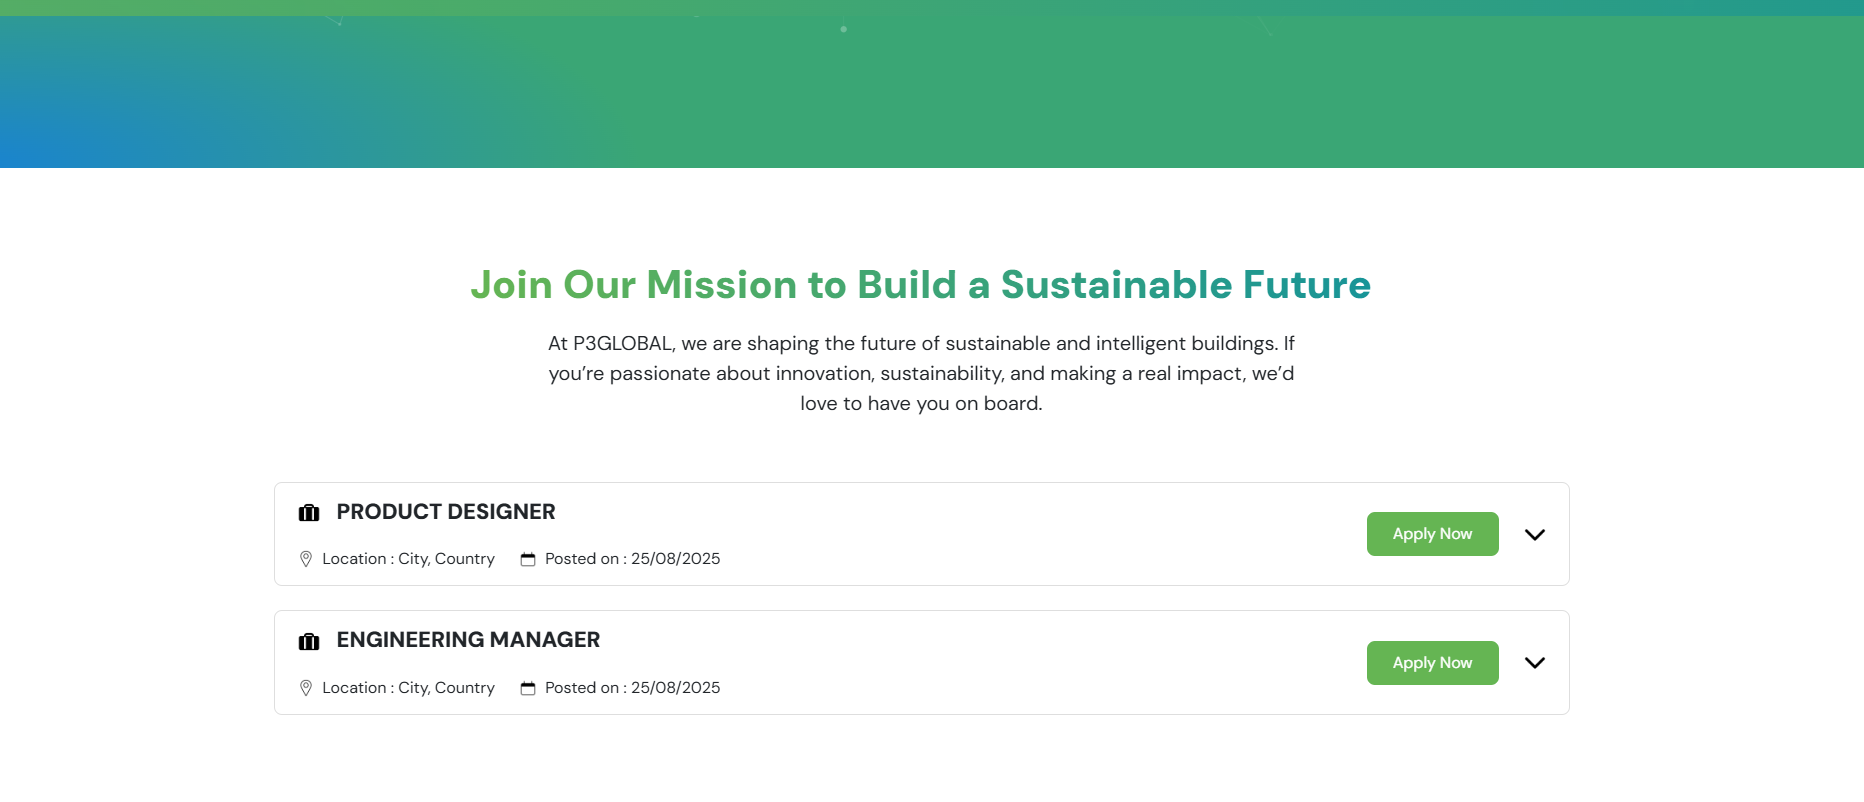 Join Our Mission to Build a Sustainable Future
At P3GLOBAL, we are shaping the future of sustainable and intelligent buildings. If
you’re passionate about innovation, sustainability, and making a real impact, we’d
love to have you on board.
PRODUCT DESIGNER
Location : City, Country Posted on : 25/08/2025
Apply Now
ENGINEERING MANAGER
Location : City, Country Posted on : 25/08/2025
Apply Now